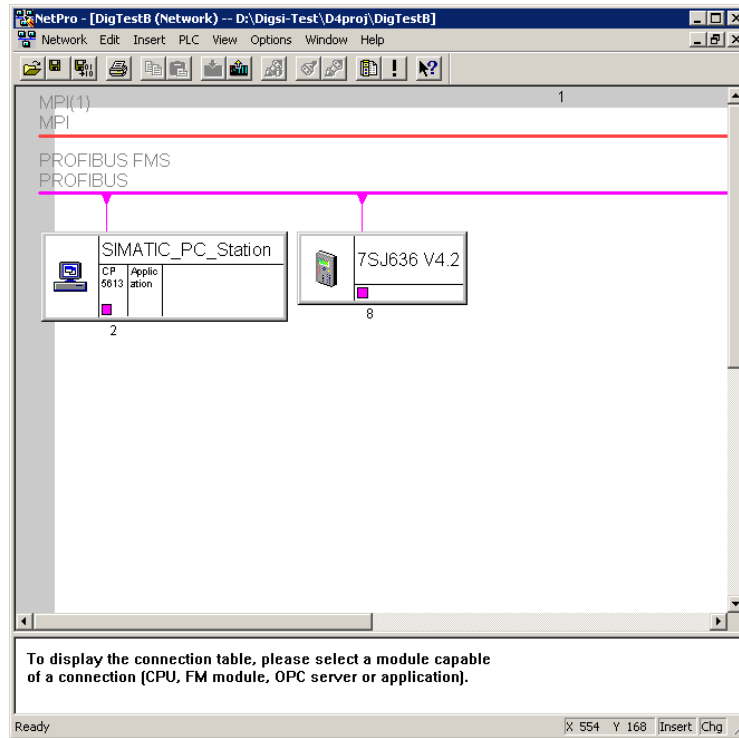 NetPro - [DigTestB (Network) -- D:\Digsi-Test\D4proj\DigTestB]
Network Edit Insert PLC View Options Window Help
1
MPI(1)
MPI
PROFIBUS FMS
PROFIBUS
SIMATIC_PC_Station
CP
5613
Applic
ation
2
7SJ636 V4.2
8
To display the connection table, please select a module capable
of a connection (CPU, FM module, OPC server or application).
Ready
X 554 Y 168 Insert Chg